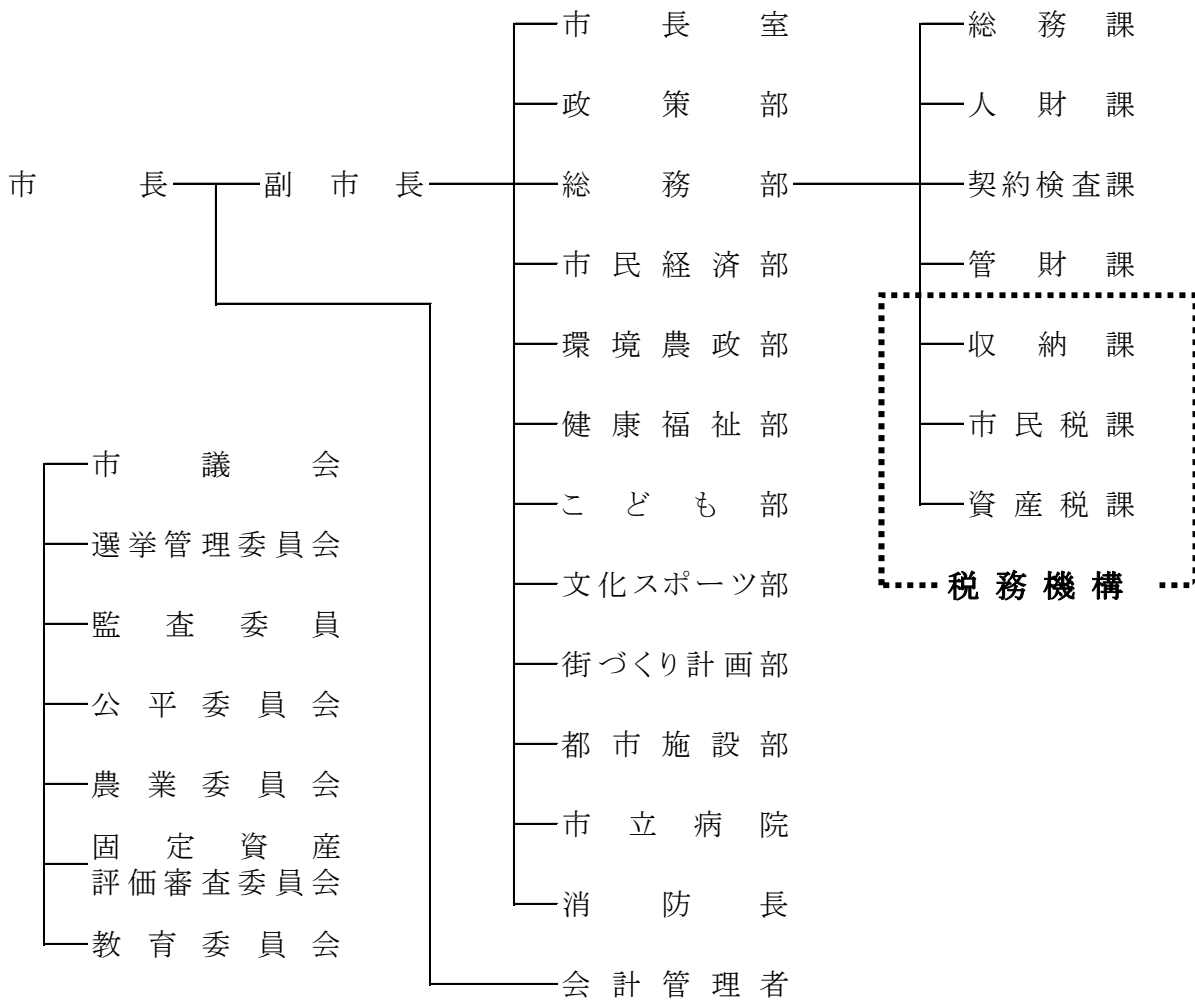 市長
副市長
市長室
政策部
総務部
市民経済部
環境農政部
健康福祉部
こども部
文化スポーツ部
街づくり計画部
都市施設部
市立病院
消防長
会計管理者
総務課
人財課
契約検査課
管財課
収納課
市民税課
資産税課
税務機構
市議会
選挙管理委員会
監査委員
公平委員会
農業委員会
固定資産
評価審査委員会
教育委員会